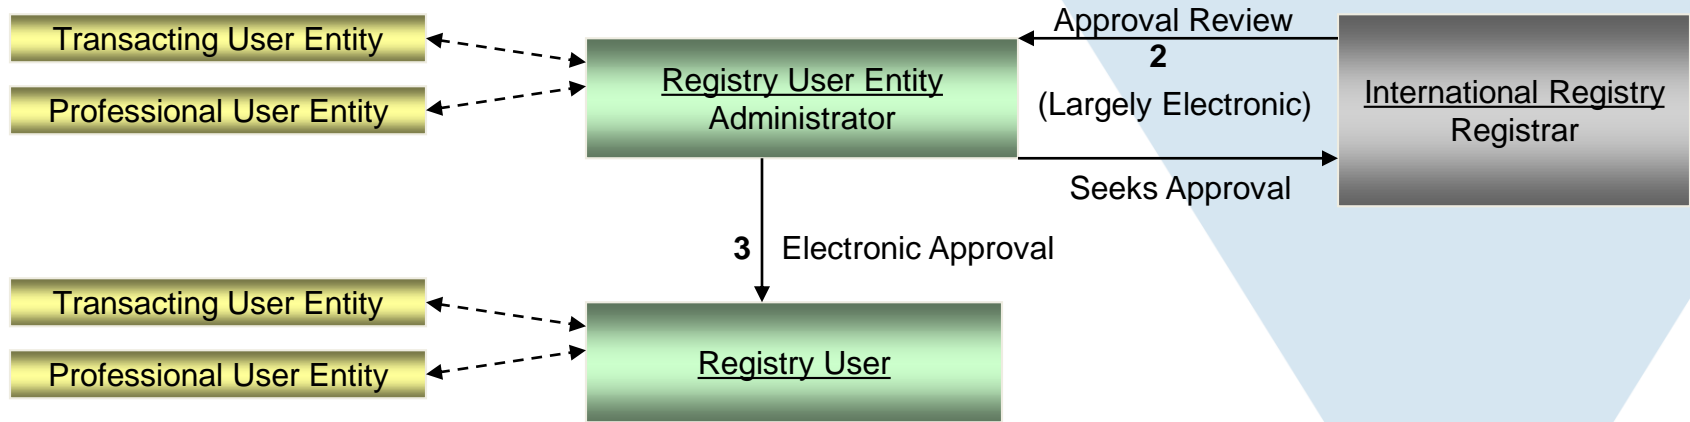 Transacting User Entity
Professional User Entity
Registry User Entity
Administrator
Approval Review
2
(Largely Electronic)
Seeks Approval
International Registry
Registrar
3 Electronic Approval
Transacting User Entity
Professional User Entity
Registry User